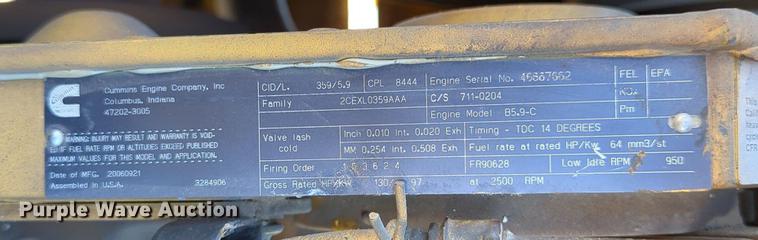 Cummins Engine Company, Inc
Columbus, Indiana
47202-3005
WARNING: INJURY MAY RESULT AND WARRANTY IS VOID-
ED IF FUEL RATE RPM OR ALTITUDES EXCEED PUBLISHED
MAXIMUM VALUES FOR THIS MODEL AND APPLICATION.
Date of MFG. 20060921
Assembled in U.S.A. 3284906
CID/L. 359/5.9 CPL 8444 Engine Serial No. FEL EPA
Family 2CEXL0359AAA C/S 711-0204 NOx
Engine Model B5.9-C Pm
Valve lash cold Inch 0.010 Int. 0.020 Exh Timing - TDC 14 DEGREES
MM 0.254 Int. 0.508 Exh Fuel rate at rated HP/Kw 64 mm3/st
Firing Order 1 5 3 6 2 4 FR90628 Low Idle RPM 950
Gross Rated HP/KW 130 97 at 2500 RPM
Purple Wave Auction